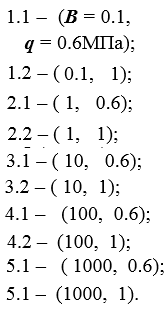 1.1 – (B = 0.1,
q = 0.6МПа);
1.2 – ( 0.1, 1);
2.1 – ( 1, 0.6);
2.2 – ( 1, 1);
3.1 – ( 10, 0.6);
3.2 – ( 10, 1);
4.1 – (100, 0.6);
4.2 – (100, 1);
5.1 – ( 1000, 0.6);
5.1 – (1000, 1).